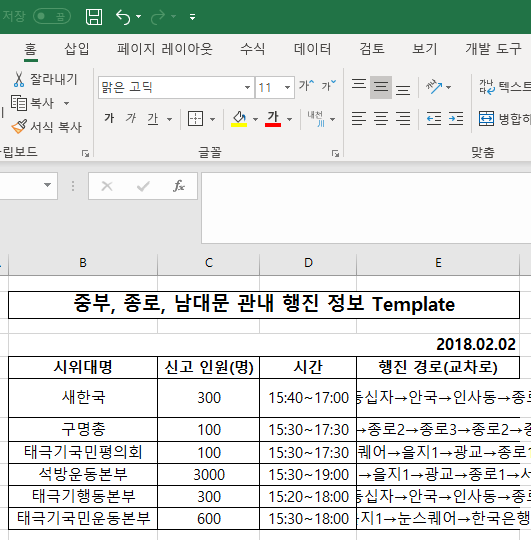 저장 끔
홈 삽입 페이지 레이아웃 수식 데이터 검토 보기 개발 도구
잘라내기
복사
서식 복사
맑은 고딕 11 가 가
가 가 가 가 내천
텍스트
병합하
립보드 글꼴 맞춤
fx
B C D E
중부, 종로, 남대문 관내 행진 정보 Template
2018.02.02
시위대명 신고 인원(명) 시간 행진 경로(교차로)
새한국 300 15:40~17:00 십자→안국→인사동→종로
구명총 100 15:30~17:30 →종로2→종로3→종로2→종
태극기국민평의회 100 15:30~17:30 퀘어→을지1→광교→종로1
석방운동본부 3000 15:30~19:00 →을지1→광교→종로1→서
태극기행동본부 300 15:20~18:00 십자→안국→인사동→종로
태극기국민운동본부 600 15:30~18:00 지1→눈스퀘어→한국은행